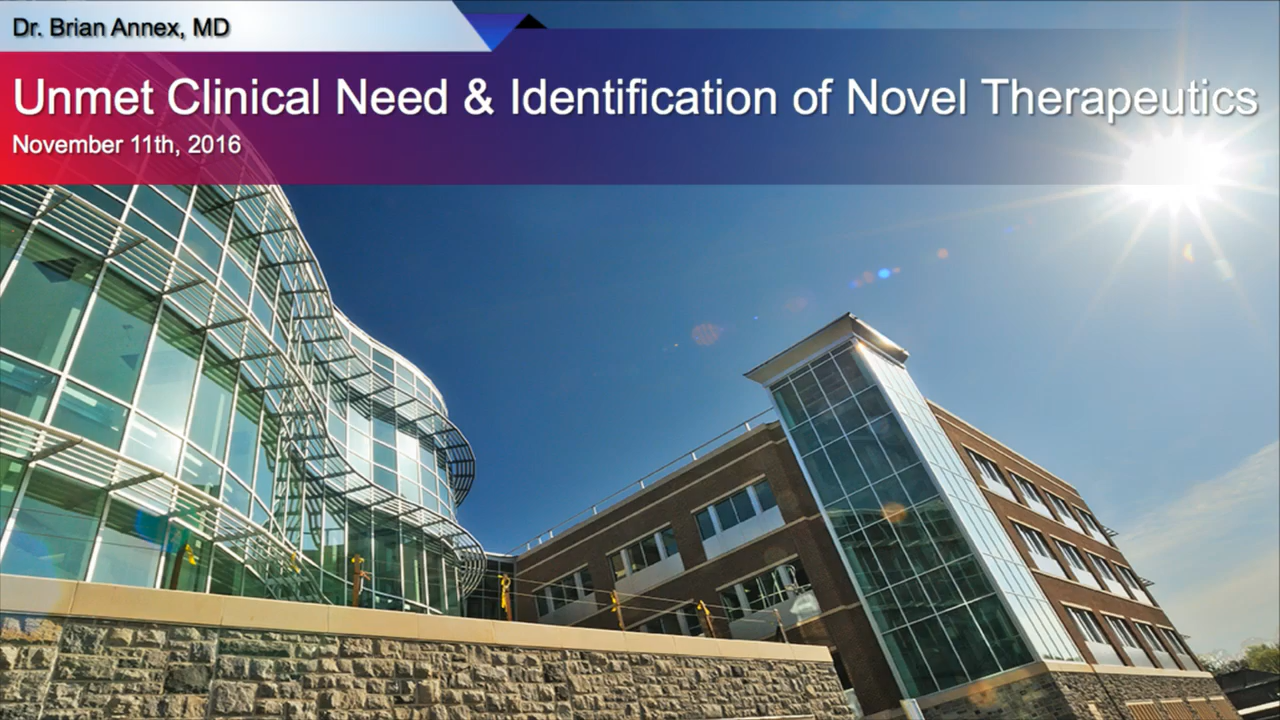 Dr. Brian Annex, MD
Unmet Clinical Need & Identification of Novel Therapeutics
November 11th, 2016